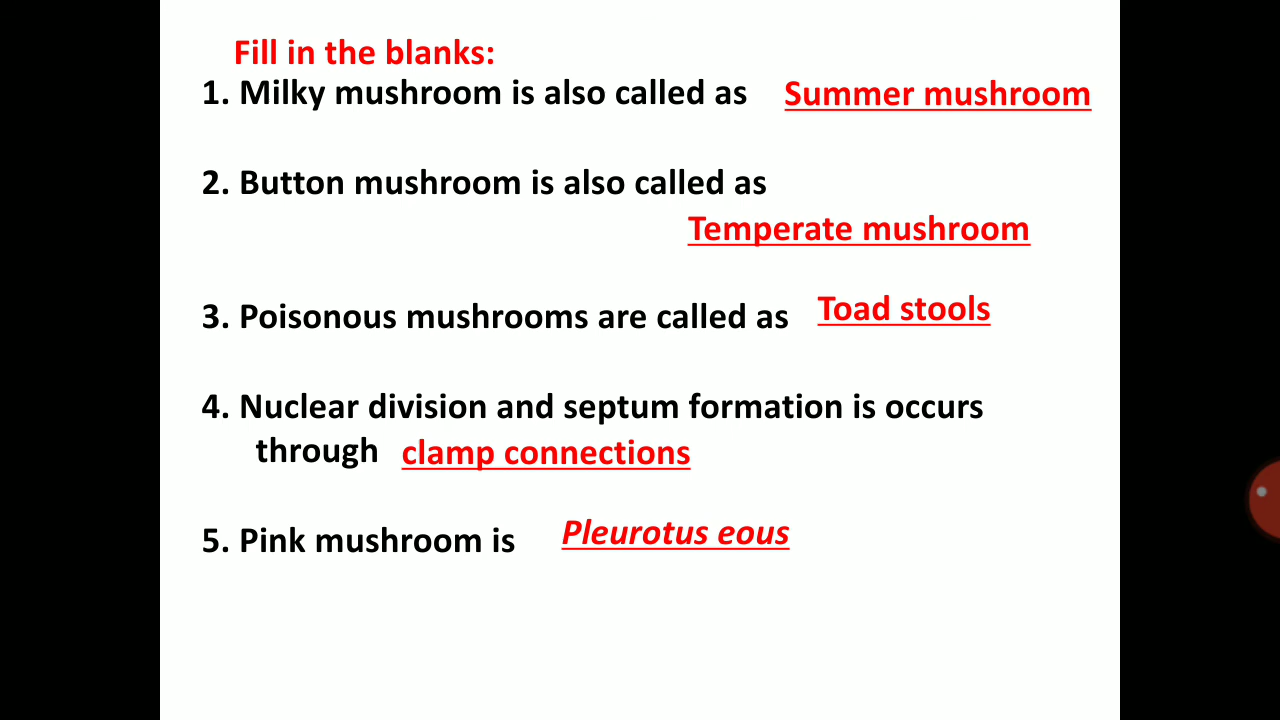 Fill in the blanks:
1. Milky mushroom is also called as Summer mushroom
2. Button mushroom is also called as
Temperate mushroom
3. Poisonous mushrooms are called as Toad stools
4. Nuclear division and septum formation is occurs
through clamp connections
5. Pink mushroom is Pleurotus eous